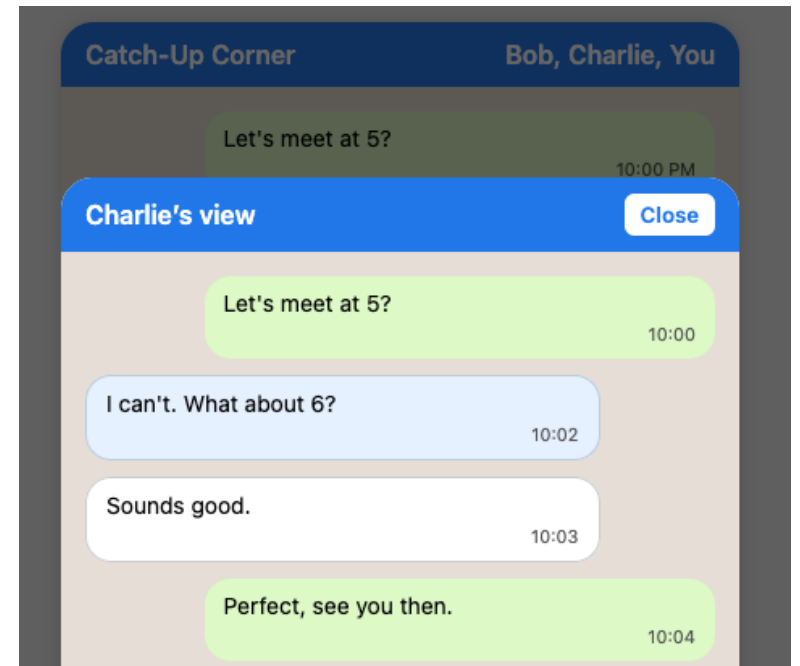 Catch-Up Corner Bob, Charlie, You
Let's meet at 5?
10:00 PM
Charlie’s view Close
Let's meet at 5?
10:00
I can't. What about 6?
10:02
Sounds good.
10:03
Perfect, see you then.
10:04